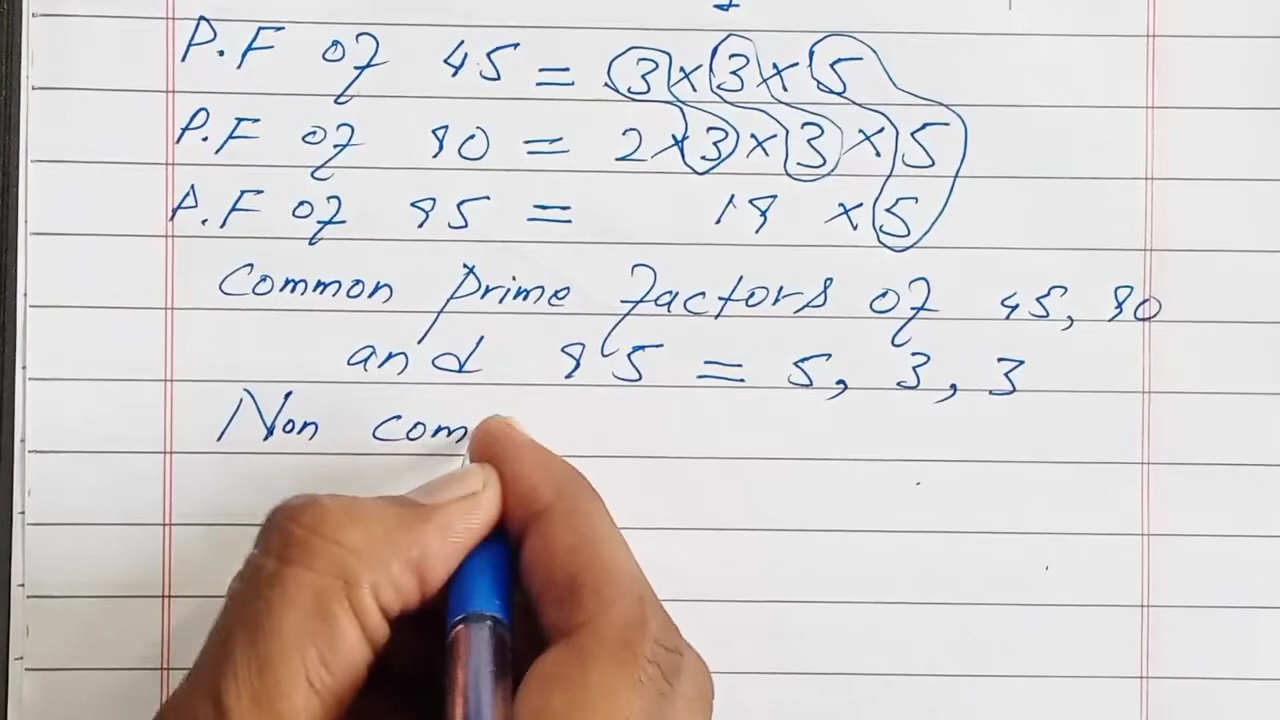 P.F of 45 = 3 × 3 × 5
P.F of 90 = 2 × 3 × 3 × 5
P.F of 95 = 19 × 5
Common prime factors of 45, 90
and 95 = 5, 3, 3
Non com